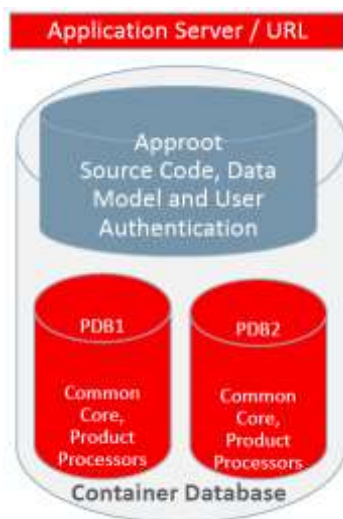 Application Server / URL
Approot
Source Code, Data
Model and User
Authentication
PDB1
Common
Core,
Product
Processors
PDB2
Common
Core,
Product
Processors
Container Database